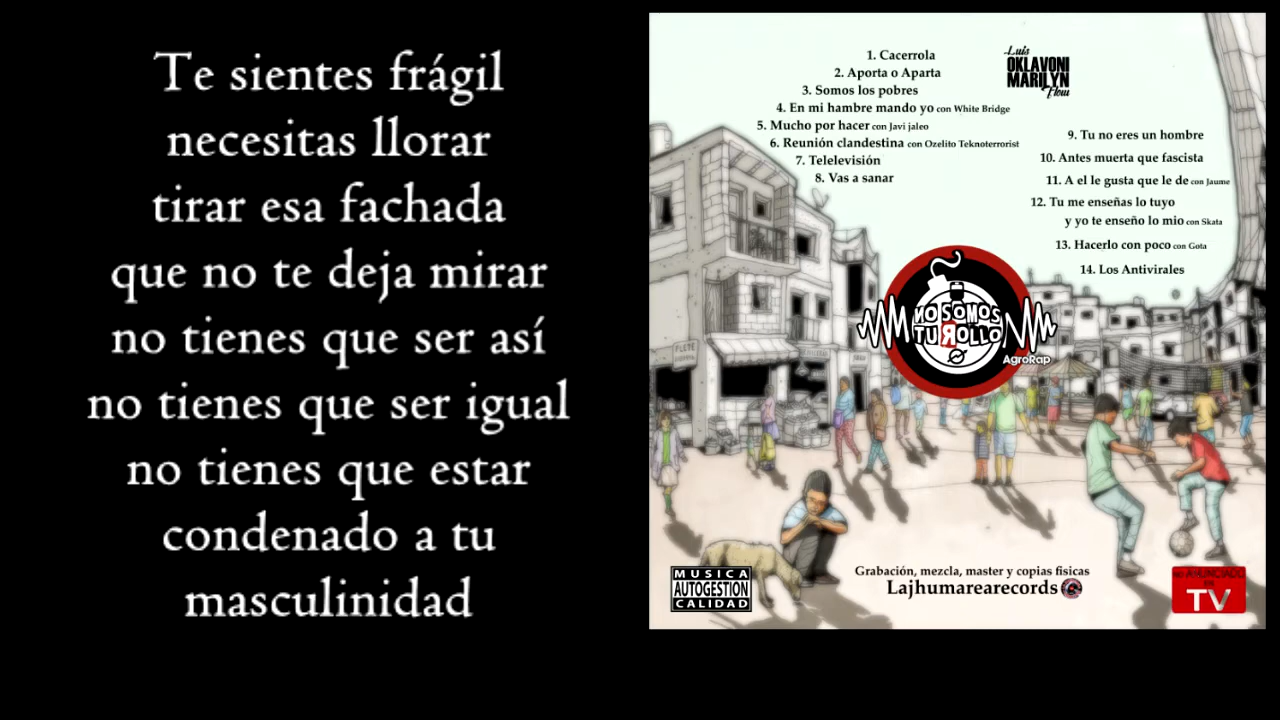 Te sientes frágil
necesitas llorar
tirar esa fachada
que no te deja mirar
no tienes que ser así
no tienes que ser igual
no tienes que estar
condenado a tu
masculinidad
1. Cacerrola
2. Aporta o Aparta
3. Somos los pobres
4. En mi hambre mando yo con White Bridge
5. Mucho por hacer con Javi jaleo
6. Reunión clandestina con Ozelito Teknoterrorist
7. Telelevisión
8. Vas a sanar
Luis
OKLAVONI
MARILYN
Flow
9. Tu no eres un hombre
10. Antes muerta que fascista
11. A el le gusta que le de con Jaume
12. Tu me enseñas lo tuyo
y yo te enseño lo mio con Skata
13. Hacerlo con poco con Gota
14. Los Antivirales
NO SOMOS
TU ROLLO
AgroRap
FLETE
Grabación, mezcla, master y copias fisicas
Lajhumarearecords
MUSICA
AUTOGESTION
CALIDAD
NO ANUNCIADO
EN
TV